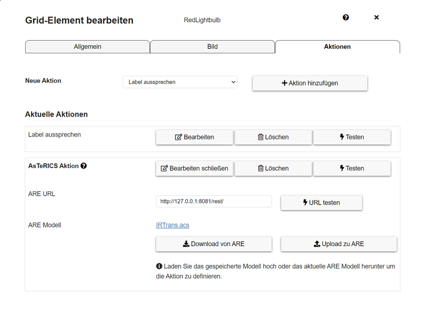 Grid-Element bearbeiten RedLightbulb
Allgemein Bild Aktionen
Neue Aktion Label aussprechen Aktion hinzufügen
Aktuelle Aktionen
Label aussprechen Bearbeiten Löschen Testen
AsTeRICS Aktion Bearbeiten schließen Löschen Testen
ARE URL http://127.0.0.1:8081/rest/ URL testen
ARE Modell IRTrans.acs
Download von ARE Upload zu ARE
Laden Sie das gespeicherte Modell hoch oder das aktuelle ARE Modell herunter um
die Aktion zu definieren.